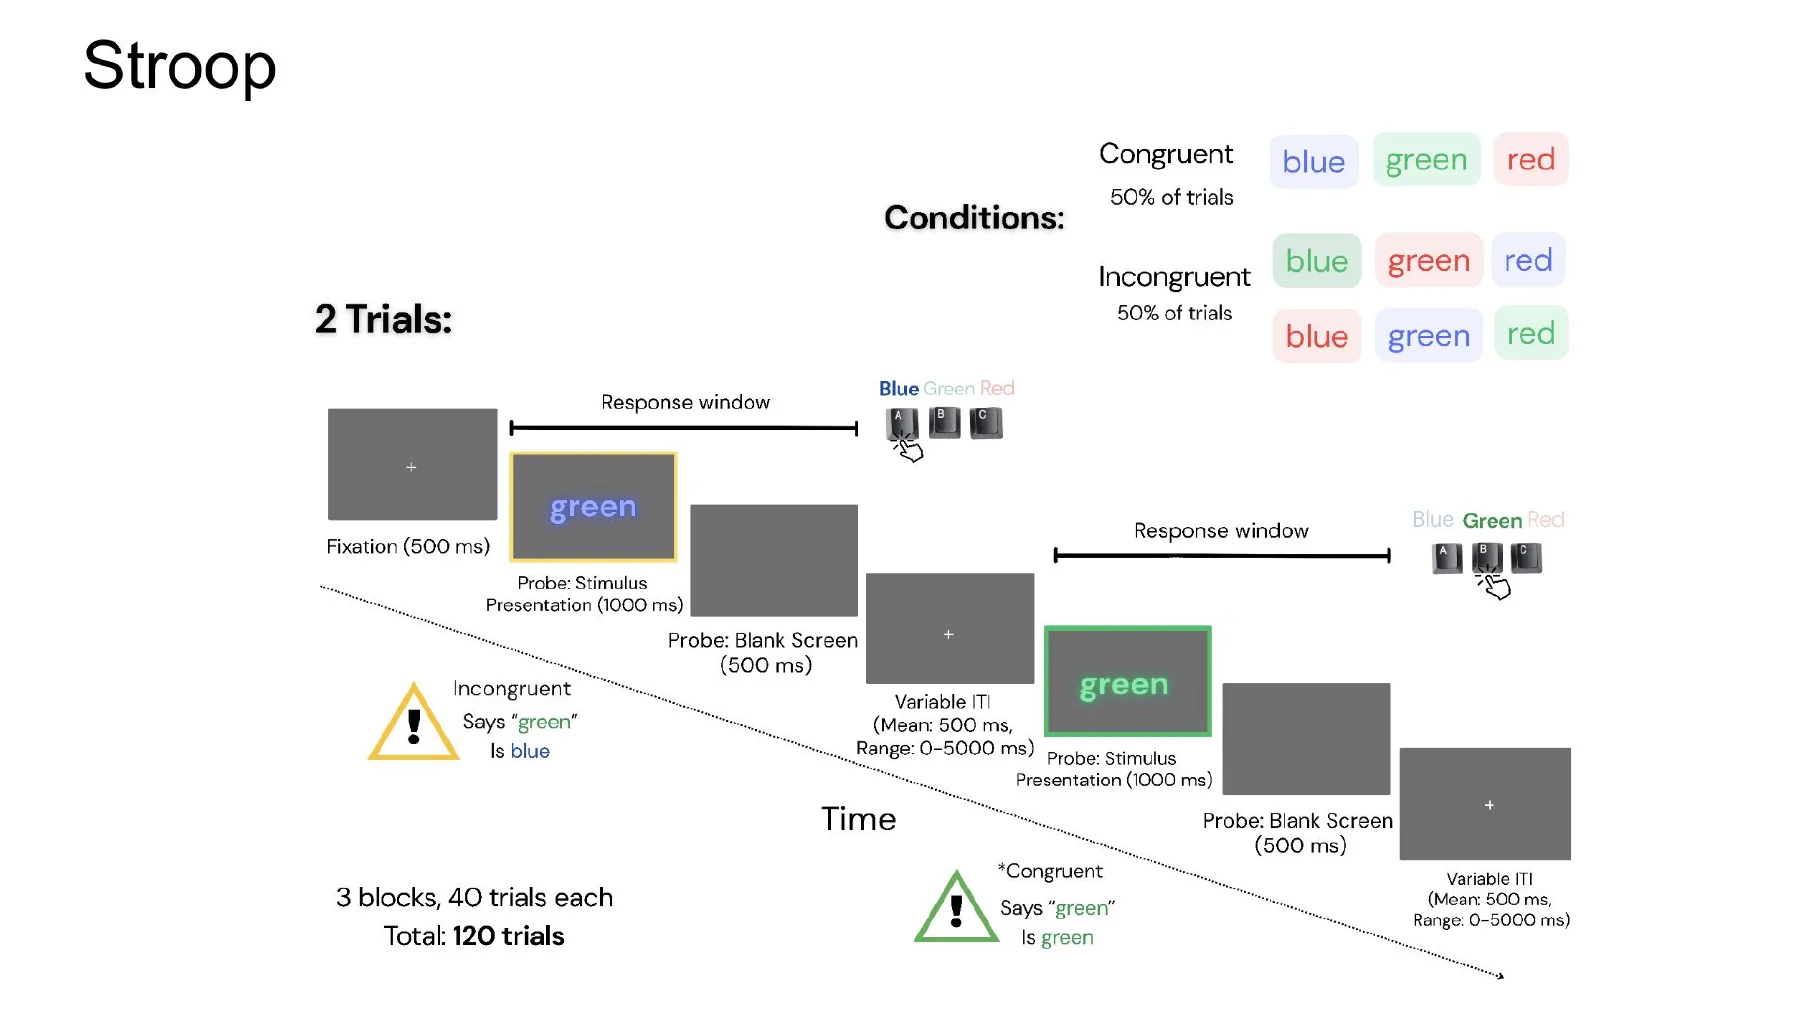 Stroop
Conditions:
Congruent
50% of trials
blue green red
Incongruent
50% of trials
blue green red
blue green red
2 Trials:
Response window
Blue Green Red
A B C
+
Fixation (500 ms)
green
Probe: Stimulus
Presentation (1000 ms)
Probe: Blank Screen
(500 ms)
+
Variable ITI
(Mean: 500 ms,
Range: 0-5000 ms)
Response window
Blue Green Red
A B C
green
Probe: Stimulus
Presentation (1000 ms)
Probe: Blank Screen
(500 ms)
+
Variable ITI
(Mean: 500 ms,
Range: 0-5000 ms)
!
Incongruent
Says "green"
Is blue
Time
!
*Congruent
Says "green"
Is green
3 blocks, 40 trials each
Total: 120 trials